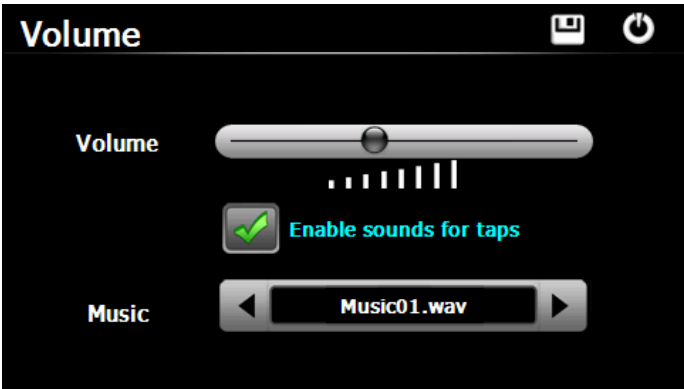 Volume
Volume
Enable sounds for taps
Music
Music01.wav